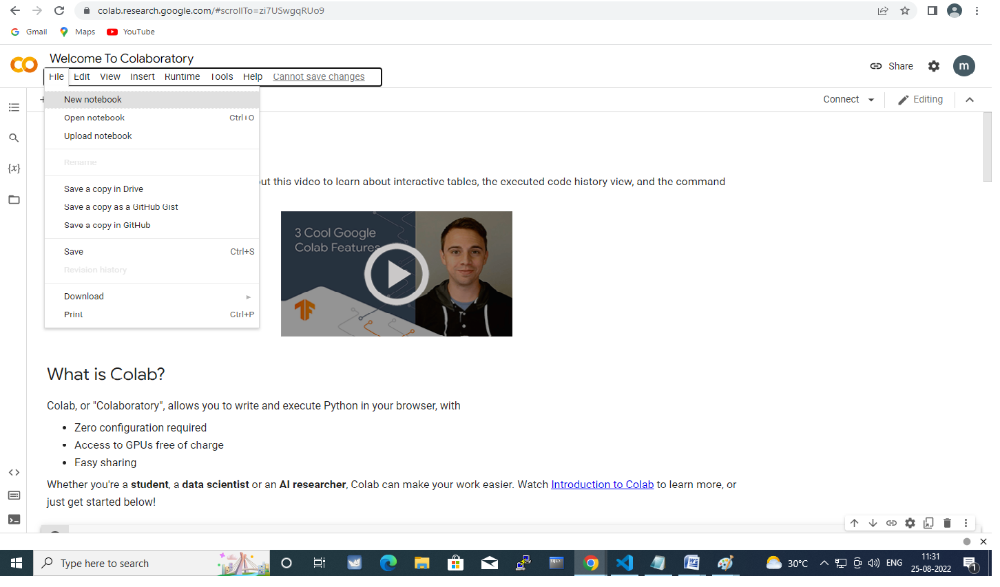 colab.research.google.com/#scrollTo=zi7USwgqRUo9
Gmail Maps YouTube
Welcome To Colaboratory
File Edit View Insert Runtime Tools Help Cannot save changes
Share
m
New notebook
Connect
Editing
Open notebook Ctrl+O
Upload notebook
Rename
out this video to learn about interactive tables, the executed code history view, and the command
Save a copy in Drive
Save a copy as a GitHub Gist
Save a copy in GitHub
3 Cool Google
Colab Features
Save Ctrl+S
Revision history
Download
Print Ctrl+P
What is Colab?
Colab, or "Colaboratory", allows you to write and execute Python in your browser, with
• Zero configuration required
• Access to GPUs free of charge
• Easy sharing
Whether you're a student, a data scientist or an AI researcher, Colab can make your work easier. Watch Introduction to Colab to learn more, or
just get started below!
Type here to search
SQL>
30°C
ENG
11:31
25-08-2022
1